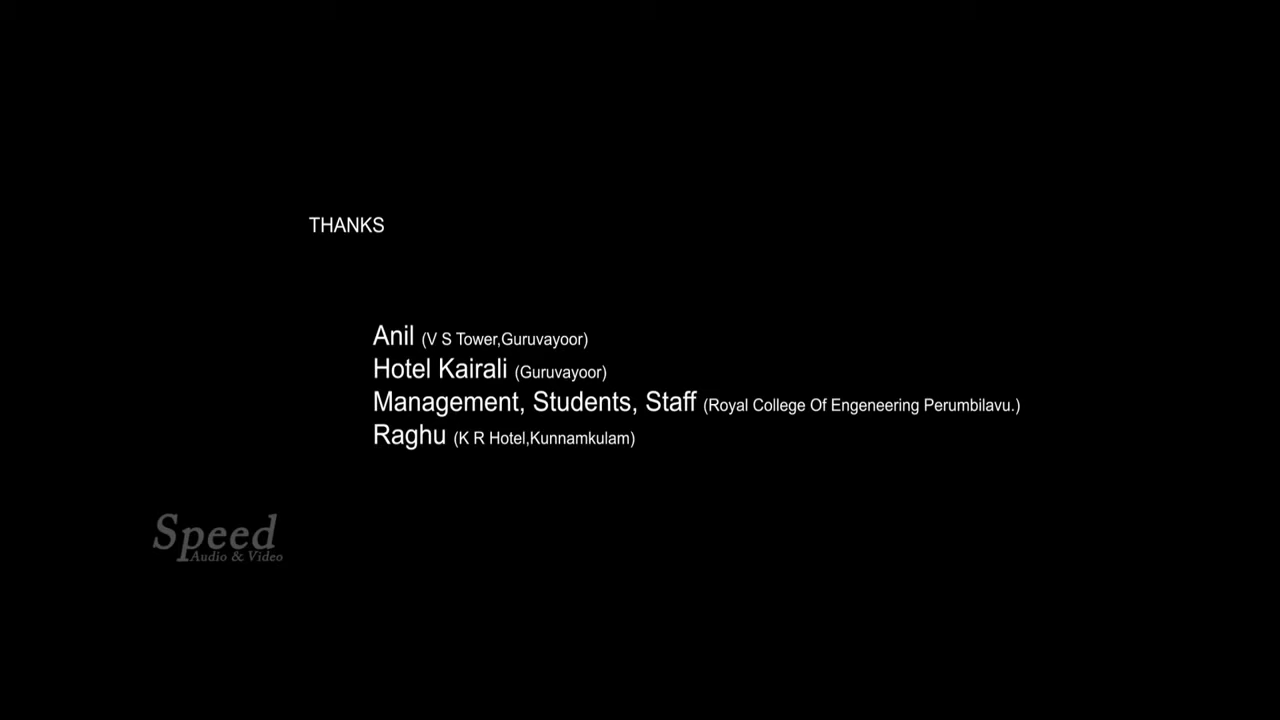 THANKS
Anil (V S Tower,Guruvayoor)
Hotel Kairali (Guruvayoor)
Management, Students, Staff (Royal College Of Engeneering Perumbilavu.)
Raghu (K R Hotel,Kunnamkulam)
Speed
Audio & Video